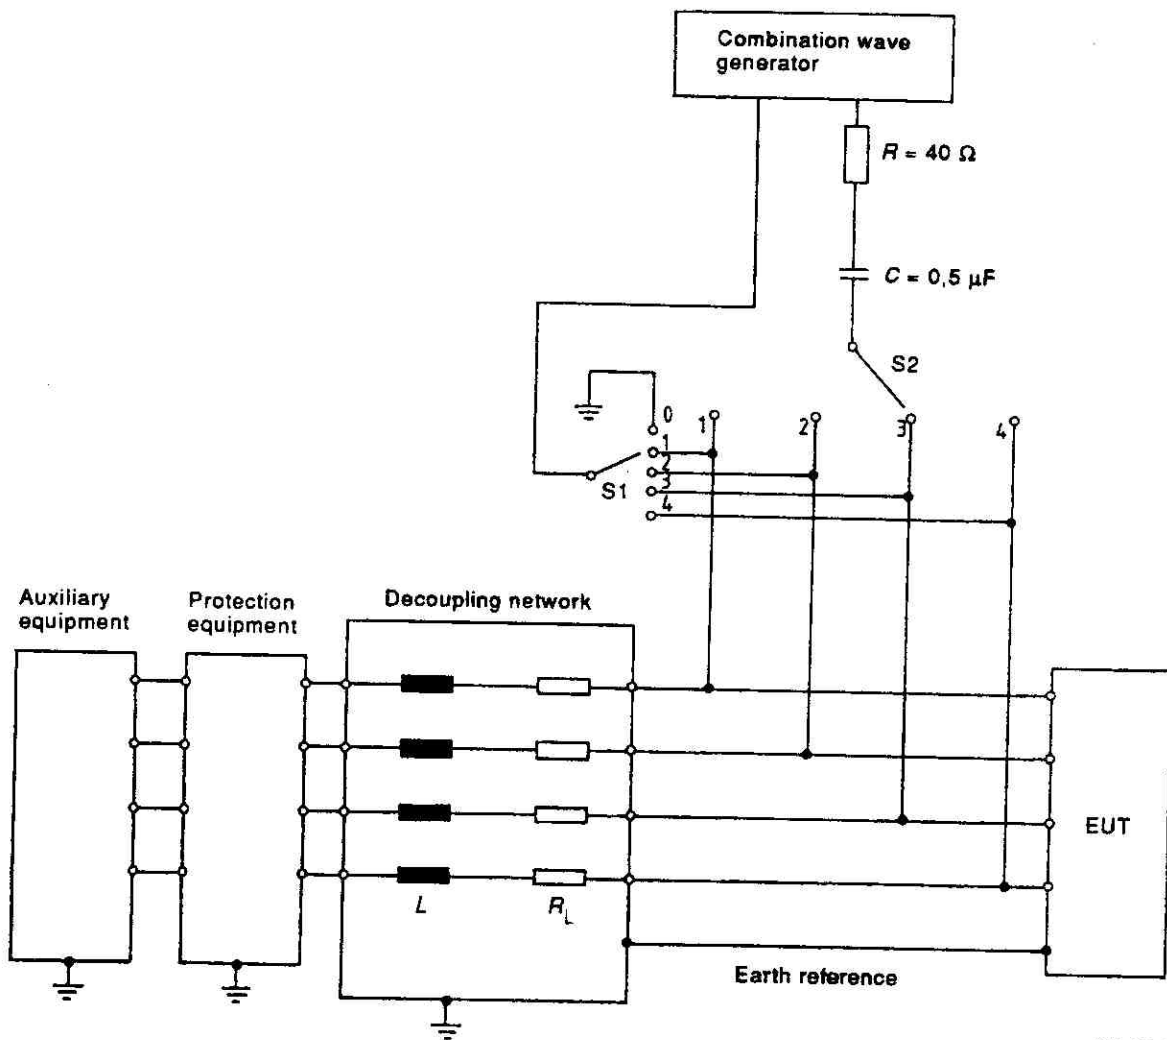 Combination wave
generator
R = 40 Ω
C = 0,5 µF
S2
0
1
2
3
4
1
2
3
4
S1
Auxiliary
equipment
Protection
equipment
Decoupling network
L
R_L
EUT
Earth reference